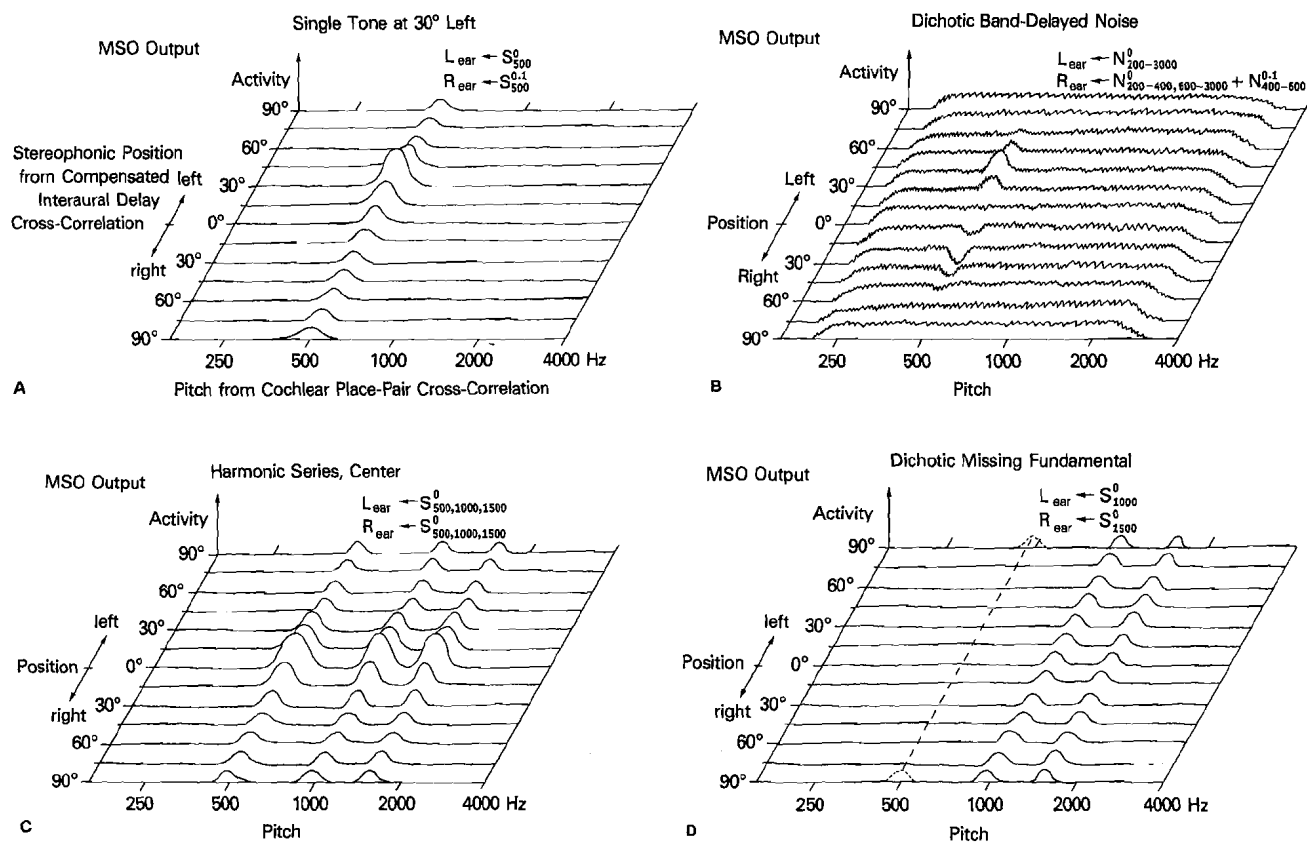 Single Tone at 30° Left
MSO Output
L ear ← S⁰₅₀₀
Activity
R ear ← S⁰·¹₅₀₀
90°
Stereophonic Position
60°
from Compensated
left
30°
Interaural Delay
0°
Cross-Correlation
right
30°
60°
90°
250 500 1000 2000 4000 Hz
A
Pitch from Cochlear Place-Pair Cross-Correlation
Dichotic Band-Delayed Noise
MSO Output
L ear ← N⁰₂₀₀₋₃₀₀₀
Activity
R ear ← N⁰₂₀₀₋₄₀₀,₆₀₀₋₃₀₀₀ + N⁰·¹₄₀₀₋₆₀₀
90°
60°
Left
30°
Position
0°
Right
30°
60°
90°
250 500 1000 2000 4000 Hz
B
Pitch
Harmonic Series, Center
MSO Output
L ear ← S⁰₅₀₀,₁₀₀₀,₁₅₀₀
Activity
R ear ← S⁰₅₀₀,₁₀₀₀,₁₅₀₀
90°
60°
left
30°
Position
0°
right
30°
60°
90°
250 500 1000 2000 4000 Hz
C
Pitch
Dichotic Missing Fundamental
MSO Output
L ear ← S⁰₁₀₀₀
Activity
R ear ← S⁰₁₅₀₀
90°
60°
left
30°
Position
0°
right
30°
60°
90°
250 500 1000 2000 4000 Hz
D
Pitch